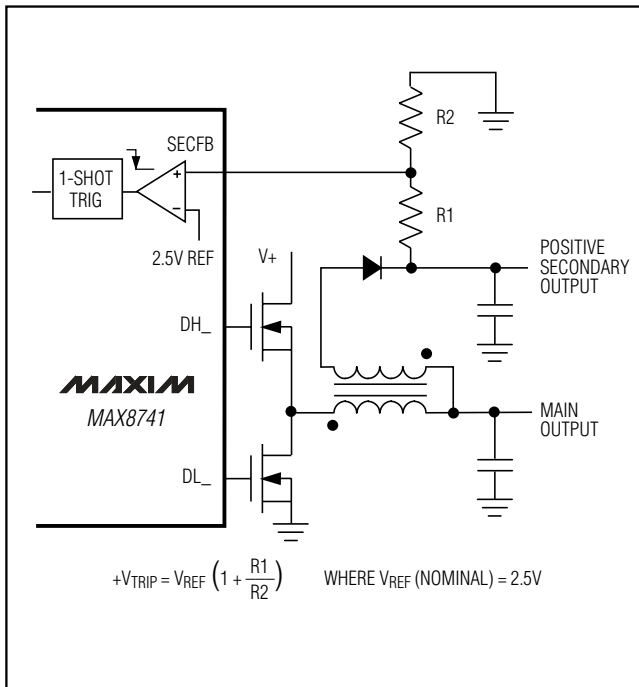 R2
SECFB
1-SHOT
TRIG
+
−
R1
2.5V REF
V+
POSITIVE
SECONDARY
OUTPUT
DH_
MAXIM
MAX8741
MAIN
OUTPUT
DL_
+VTRIP = VREF (1 + R1/R2) WHERE VREF (NOMINAL) = 2.5V